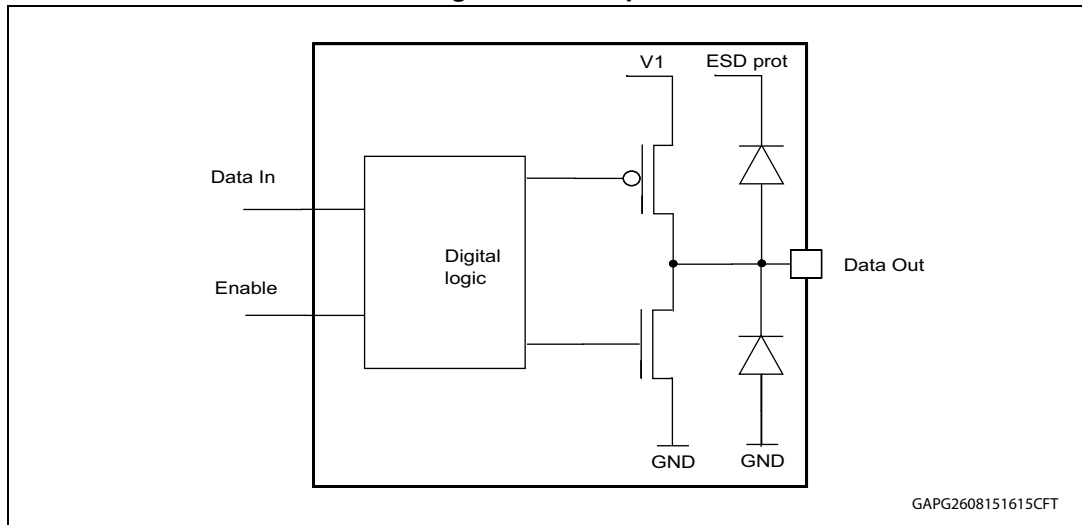 V1
ESD prot
Data In
Digital
logic
Data Out
Enable
GND
GND
GAPG2608151615CFT